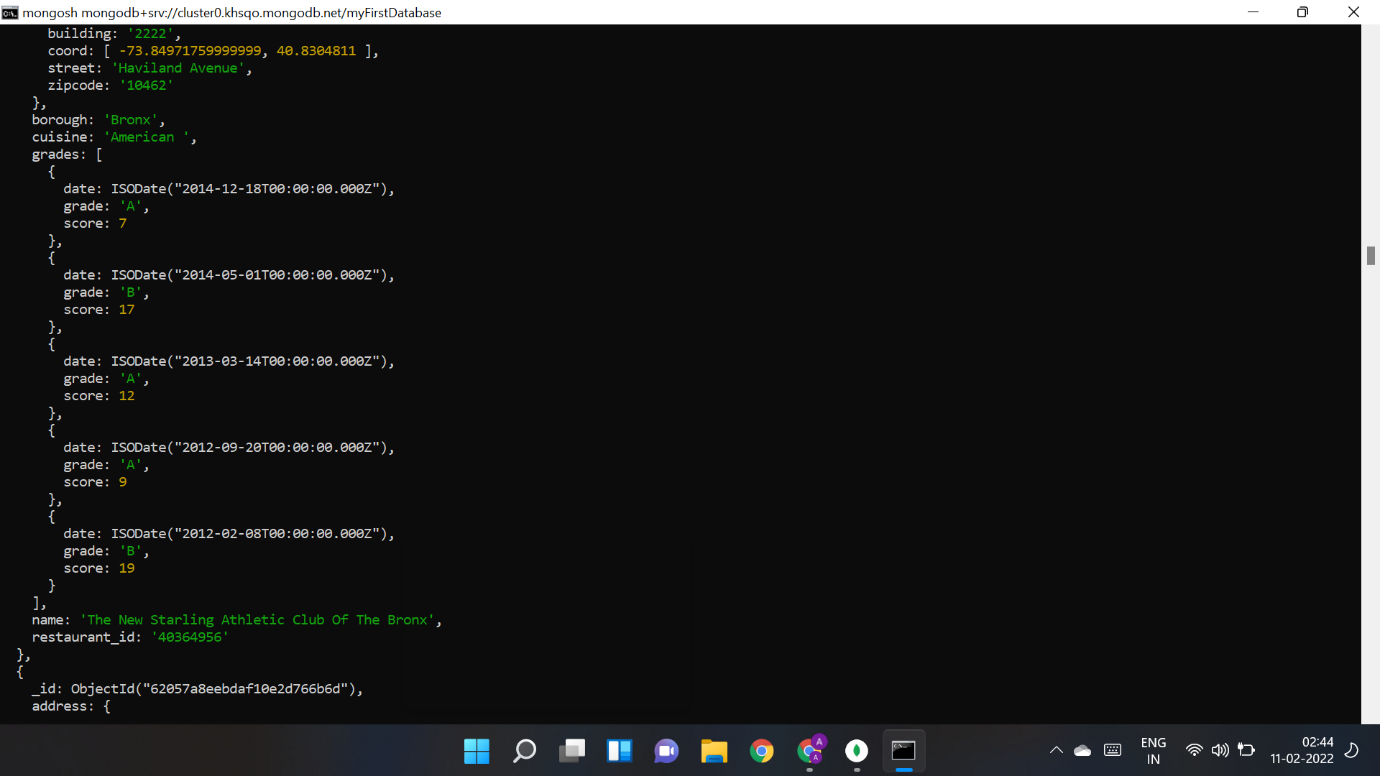 mongosh mongodb+srv://cluster0.khsqo.mongodb.net/myFirstDatabase
building: '2222',
coord: [ -73.84971759999999, 40.8304811 ],
street: 'Haviland Avenue',
zipcode: '10462'
},
borough: 'Bronx',
cuisine: 'American ',
grades: [
{
date: ISODate("2014-12-18T00:00:00.000Z"),
grade: 'A',
score: 7
},
{
date: ISODate("2014-05-01T00:00:00.000Z"),
grade: 'B',
score: 17
},
{
date: ISODate("2013-03-14T00:00:00.000Z"),
grade: 'A',
score: 12
},
{
date: ISODate("2012-09-20T00:00:00.000Z"),
grade: 'A',
score: 9
},
{
date: ISODate("2012-02-08T00:00:00.000Z"),
grade: 'B',
score: 19
}
],
name: 'The New Starling Athletic Club Of The Bronx',
restaurant_id: '40364956'
},
{
_id: ObjectId("62057a8eebdaf10e2d766b6d"),
address: {
A
A
ENG
IN
02:44
11-02-2022